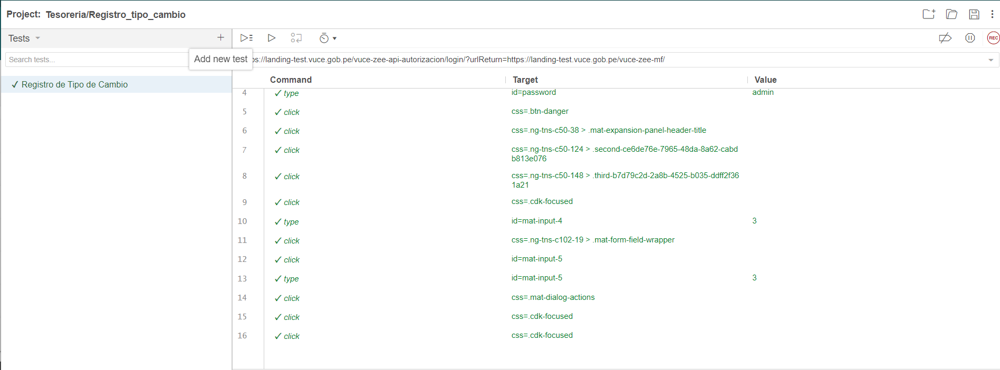 Project: Tesoreria/Registro_tipo_cambio
Tests
REC
Search tests...
Add new test
ps://landing-test.vuce.gob.pe/vuce-zee-api-autorizacion/login/?urlReturn=https://landing-test.vuce.gob.pe/vuce-zee-mf/
✓ Registro de Tipo de Cambio
Command Target Value
4 ✓ type id=password admin
5 ✓ click css=.btn-danger
6 ✓ click css=.ng-tns-c50-38 > .mat-expansion-panel-header-title
7 ✓ click css=.ng-tns-c50-124 > .second-ce6de76e-7965-48da-8a62-cabd
b813e076
8 ✓ click css=.ng-tns-c50-148 > .third-b7d79c2d-2a8b-4525-b035-ddff2f36
1a21
9 ✓ click css=.cdk-focused
10 ✓ type id=mat-input-4 3
11 ✓ click css=.ng-tns-c102-19 > .mat-form-field-wrapper
12 ✓ click id=mat-input-5
13 ✓ type id=mat-input-5 3
14 ✓ click css=.mat-dialog-actions
15 ✓ click css=.cdk-focused
16 ✓ click css=.cdk-focused